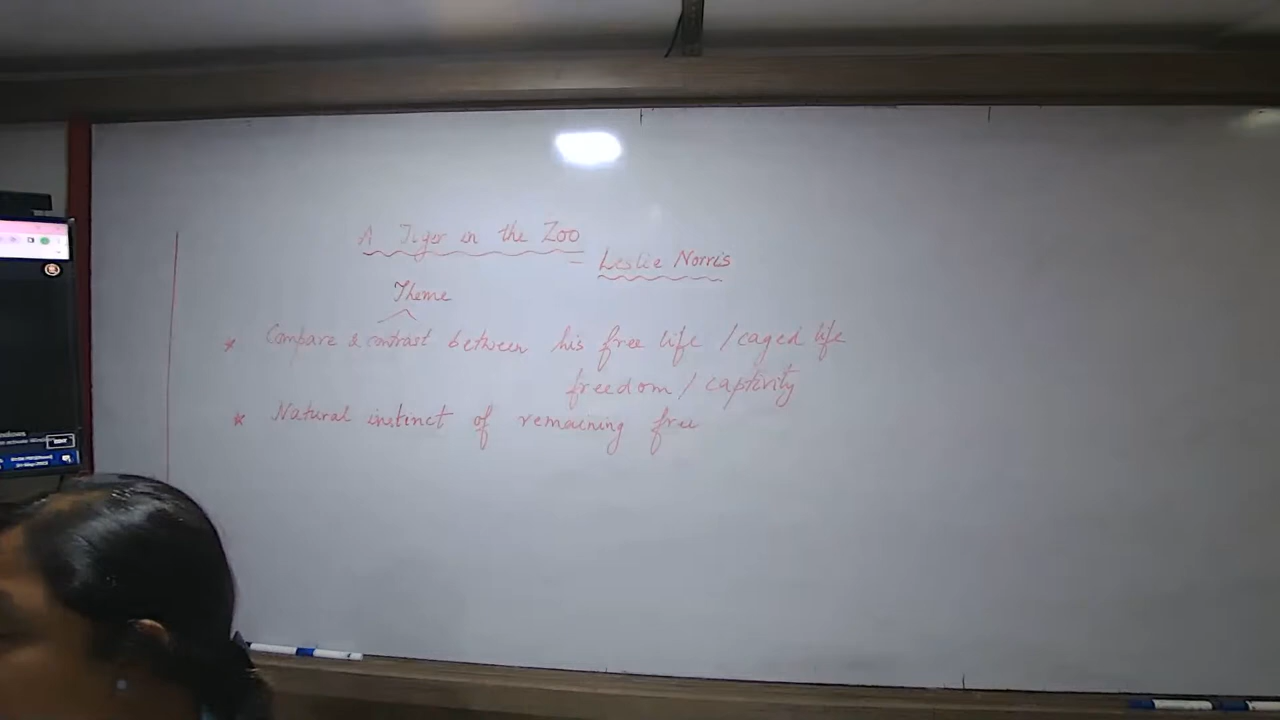 A Tiger in the Zoo
- Leslie Norris
Theme
* Compare & contrast between his free life / caged life
freedom / captivity
* Natural instinct of remaining free